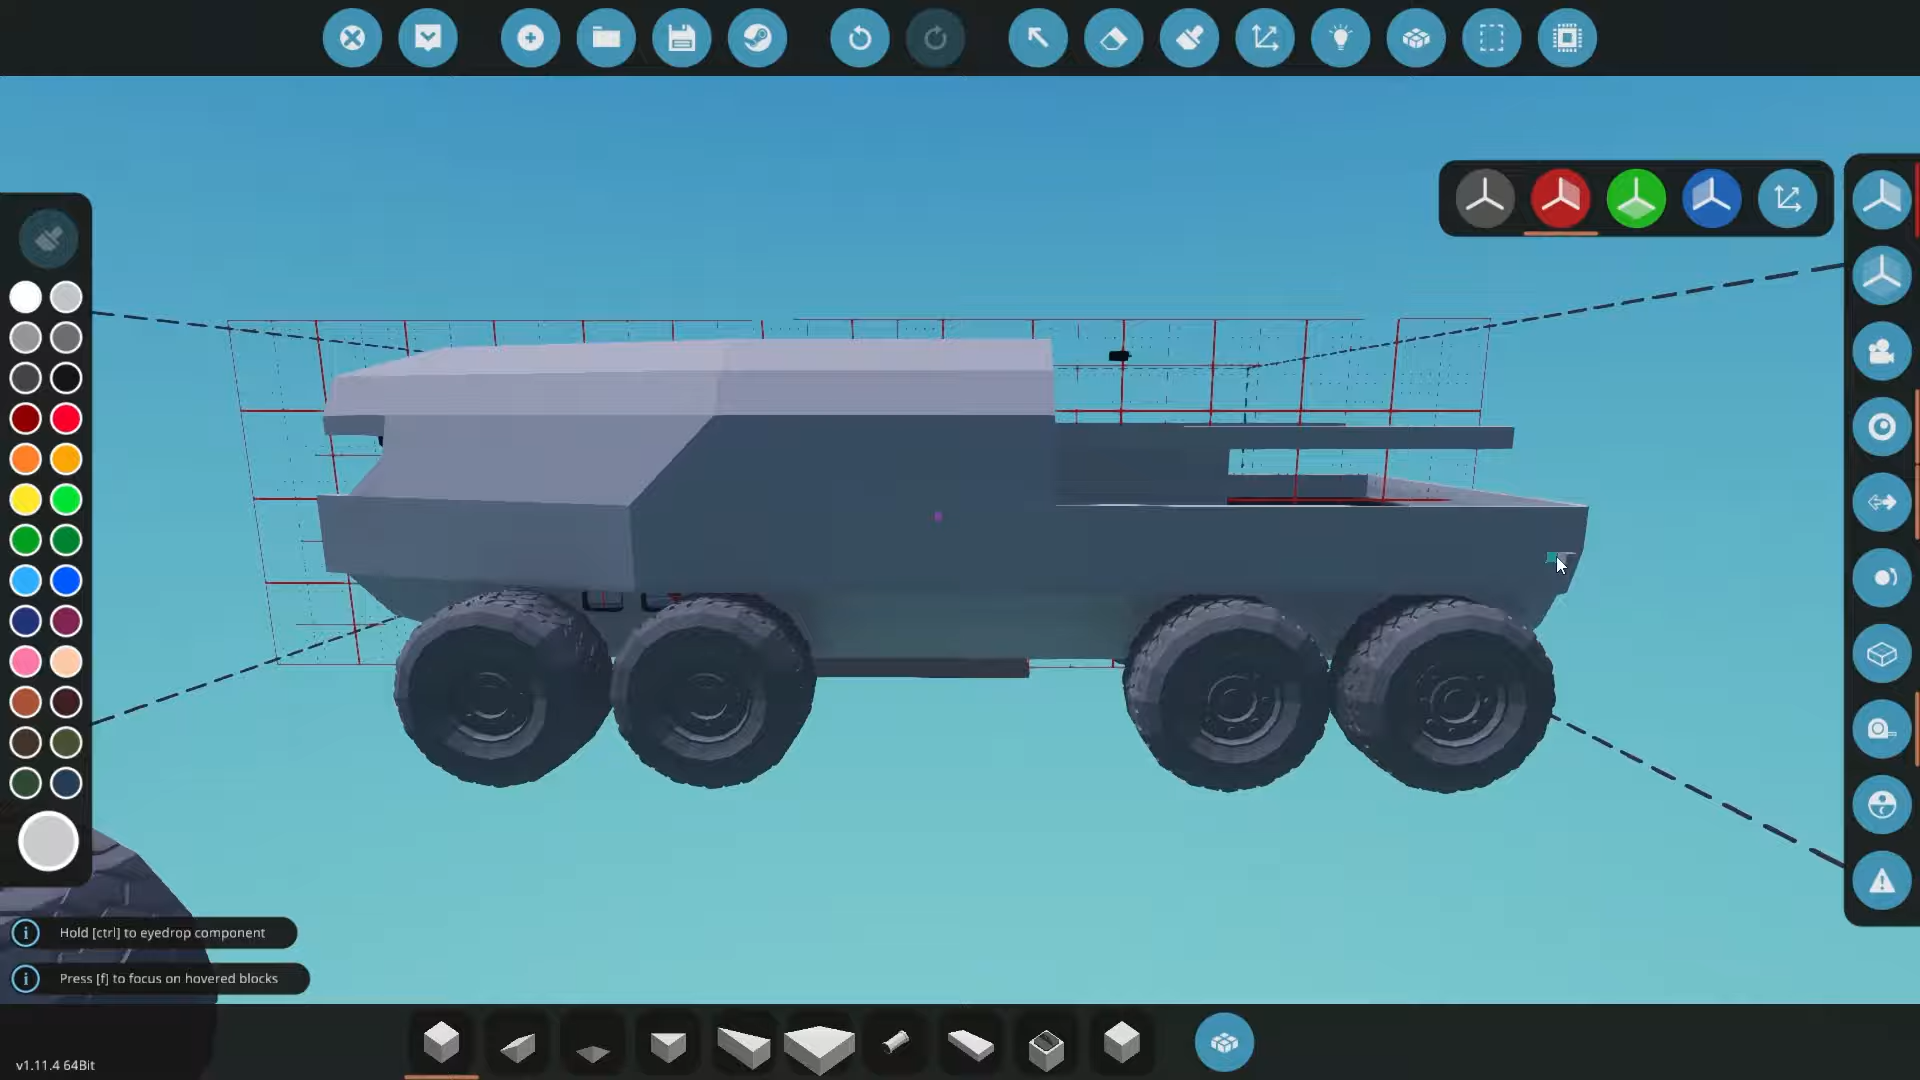 Hold [ctrl] to eyedrop component
Press [f] to focus on hovered blocks
v1.11.4 64Bit